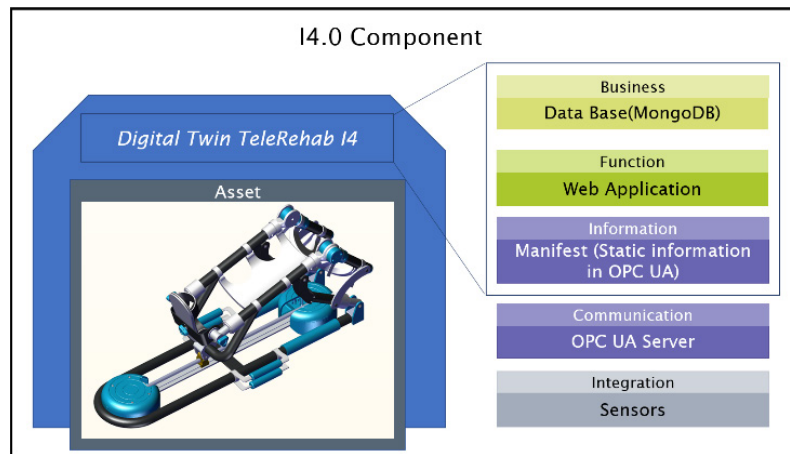 I4.0 Component
Digital Twin TeleRehab I4
Asset
Business
Data Base(MongoDB)
Function
Web Application
Information
Manifest (Static information
in OPC UA)
Communication
OPC UA Server
Integration
Sensors